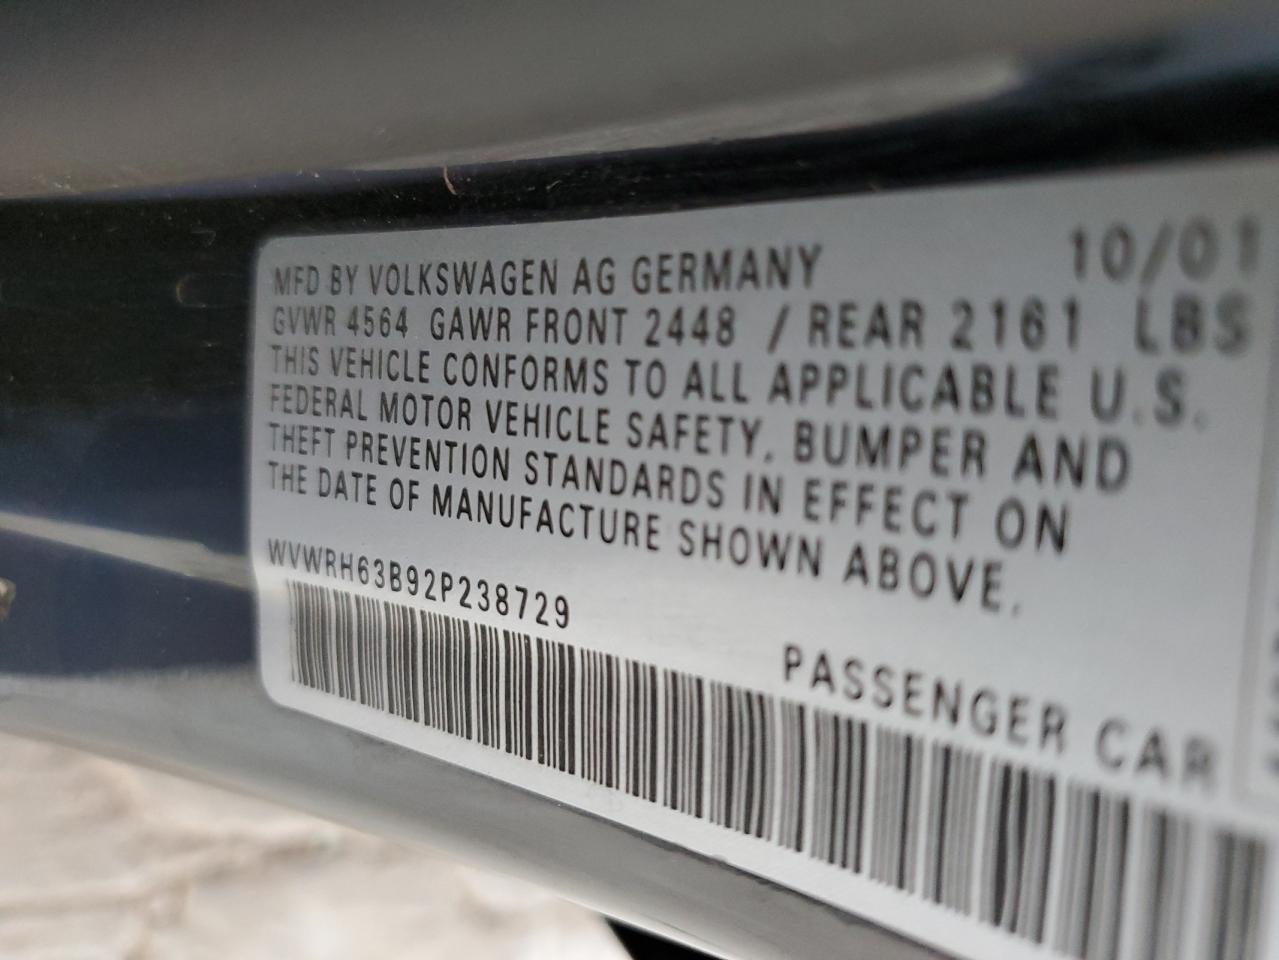 MFD BY VOLKSWAGEN AG GERMANY 10/01
GVWR 4564 GAWR FRONT 2448 / REAR 2161 LBS
THIS VEHICLE CONFORMS TO ALL APPLICABLE U.S.
FEDERAL MOTOR VEHICLE SAFETY, BUMPER AND
THEFT PREVENTION STANDARDS IN EFFECT ON
THE DATE OF MANUFACTURE SHOWN ABOVE.
WVWRH63B92P238729
PASSENGER CAR